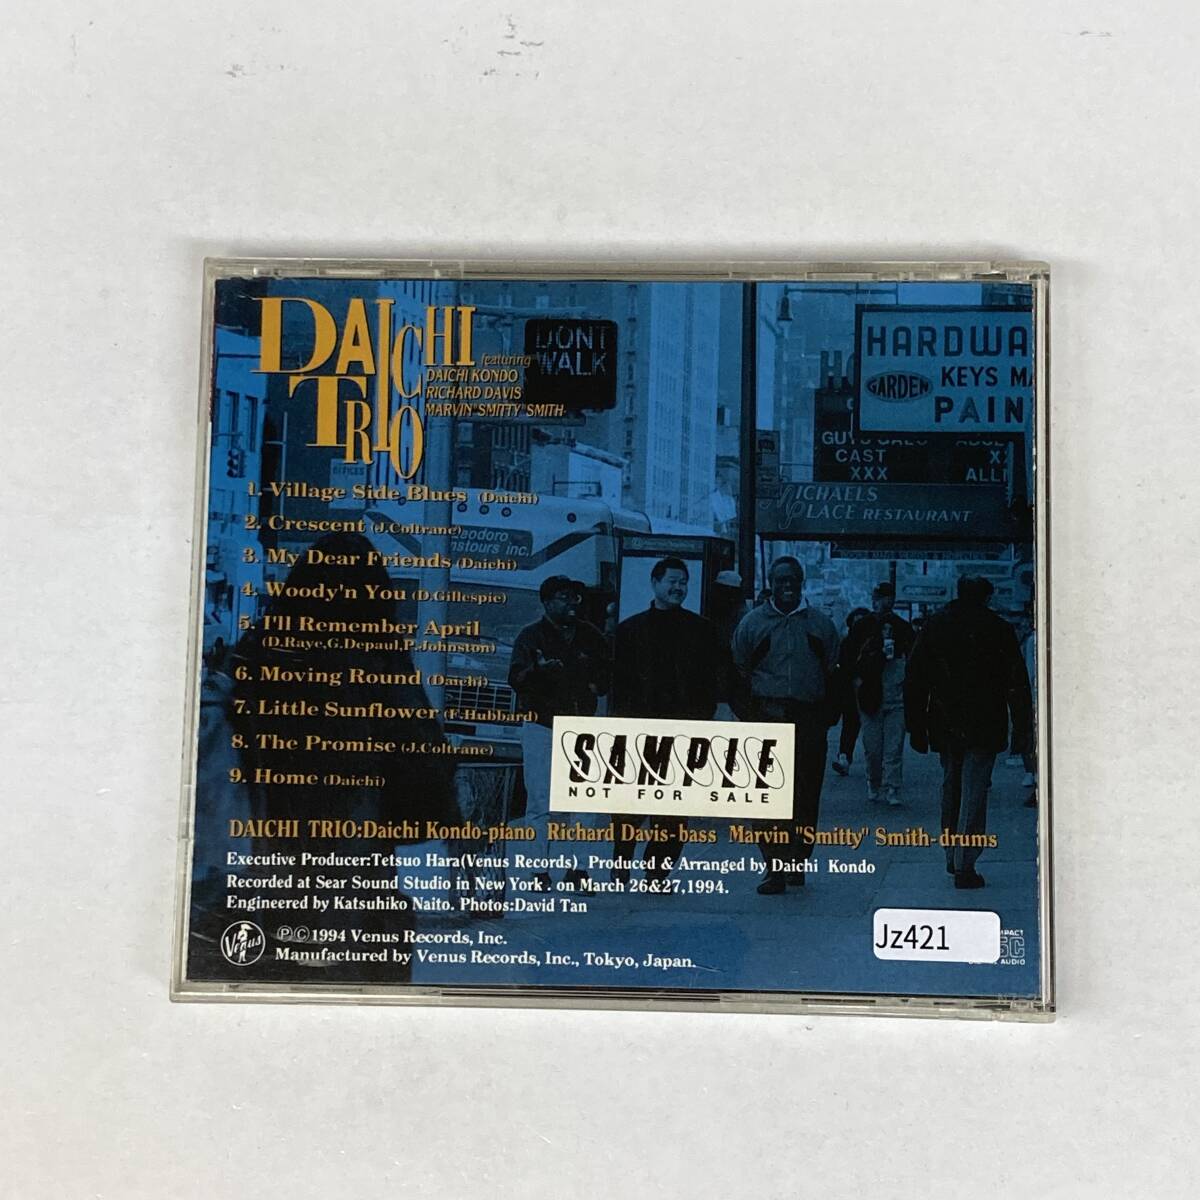 DAICHI
TRIO
featuring
DAICHI KONDO
RICHARD DAVIS
MARVIN "SMITTY" SMITH
DONT
WALK
HARDWA
GARDEN
KEYS
PAIN
CAST
XXX
ALL
MICHAELS
PLACE RESTAURANT
OFFICES
tours inc.
1. Village Side Blues (Daichi)
2. Crescent (J.Coltrane)
3. My Dear Friends (Daichi)
4. Woody'n You (D.Gillespie)
5. I'll Remember April
(D.Raye,G.Depaul,P.Johnston)
6. Moving Round (Daichi)
7. Little Sunflower (F.Hubbard)
8. The Promise (J.Coltrane)
9. Home (Daichi)
SAMPLE
NOT FOR SALE
DAICHI TRIO:Daichi Kondo-piano Richard Davis-bass Marvin "Smitty" Smith-drums
Executive Producer:Tetsuo Hara(Venus Records) Produced & Arranged by Daichi Kondo
Recorded at Sear Sound Studio in New York . on March 26&27,1994.
Engineered by Katsuhiko Naito. Photos:David Tan
Venus
ⓅⒸ1994 Venus Records, Inc.
Manufactured by Venus Records, Inc., Tokyo, Japan.
Jz421
AUDIO